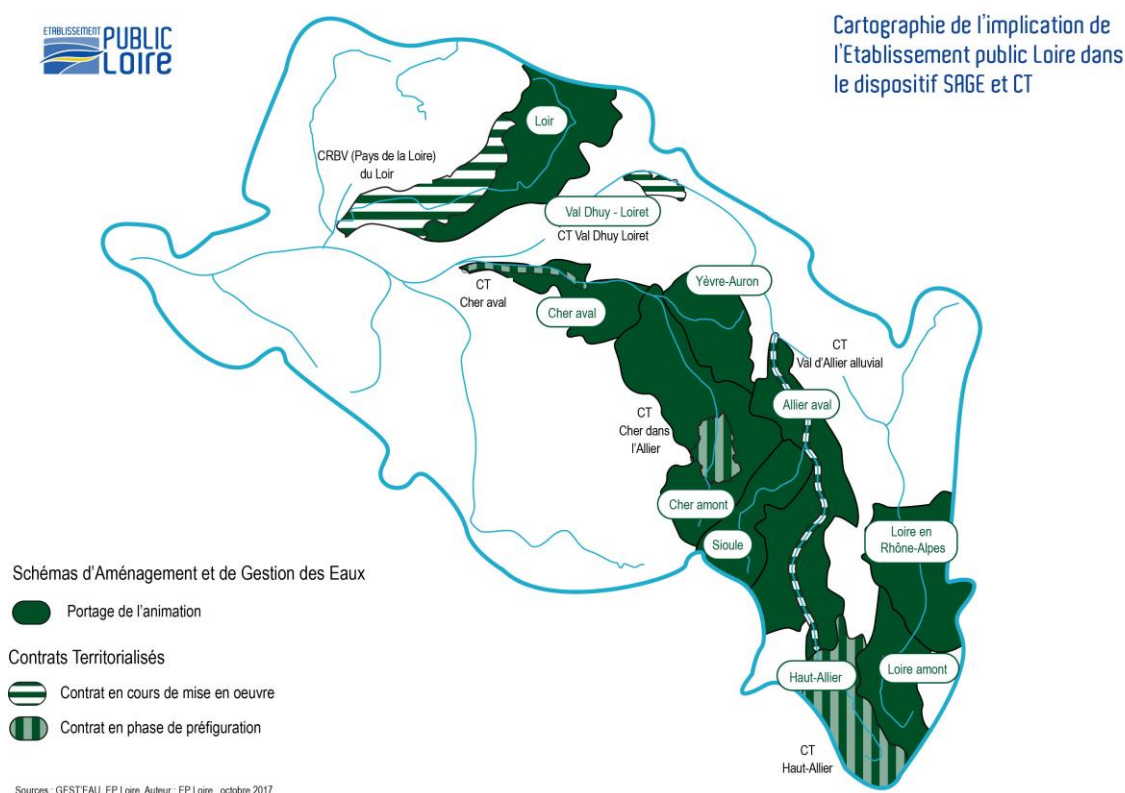 ETABLISSEMENT
PUBLIC
LOIRE
Cartographie de l'implication de
l'Etablissement public Loire dans
le dispositif SAGE et CT
Loir
CRBV (Pays de la Loire)
du Loir
Val Dhuy - Loiret
CT Val Dhuy Loiret
CT
Cher aval
Cher aval
Yèvre-Auron
CT
Val d'Allier alluvial
Allier aval
CT
Cher dans
l'Allier
Cher amont
Sioule
Loire en
Rhône-Alpes
Haut-Allier
Loire amont
CT
Haut-Allier
Schémas d'Aménagement et de Gestion des Eaux
Portage de l'animation
Contrats Territorialisés
Contrat en cours de mise en oeuvre
Contrat en phase de préfiguration
Sources : GEST'EAU, EP Loire. Auteur : EP Loire, octobre 2017